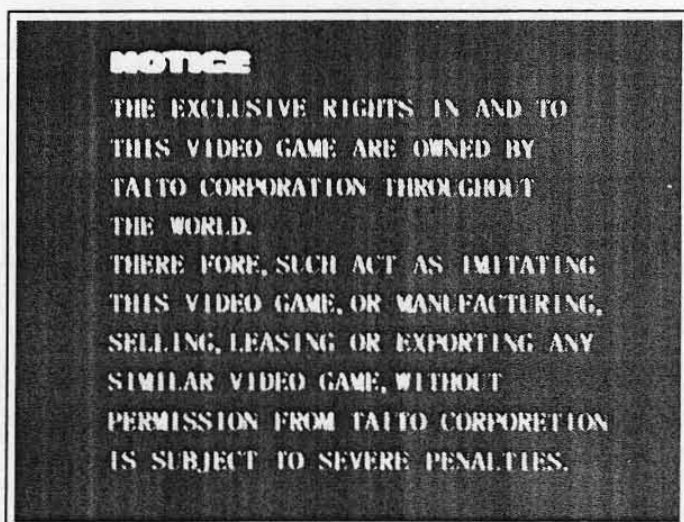 NOTICE
THE EXCLUSIVE RIGHTS IN AND TO
THIS VIDEO GAME ARE OWNED BY
TAITO CORPORATION THROUGHOUT
THE WORLD.
THERE FORE, SUCH ACT AS IMITATING
THIS VIDEO GAME, OR MANUFACTURING,
SELLING, LEASING OR EXPORTING ANY
SIMILAR VIDEO GAME, WITHOUT
PERMISSION FROM TAITO CORPORETION
IS SUBJECT TO SEVERE PENALTIES.